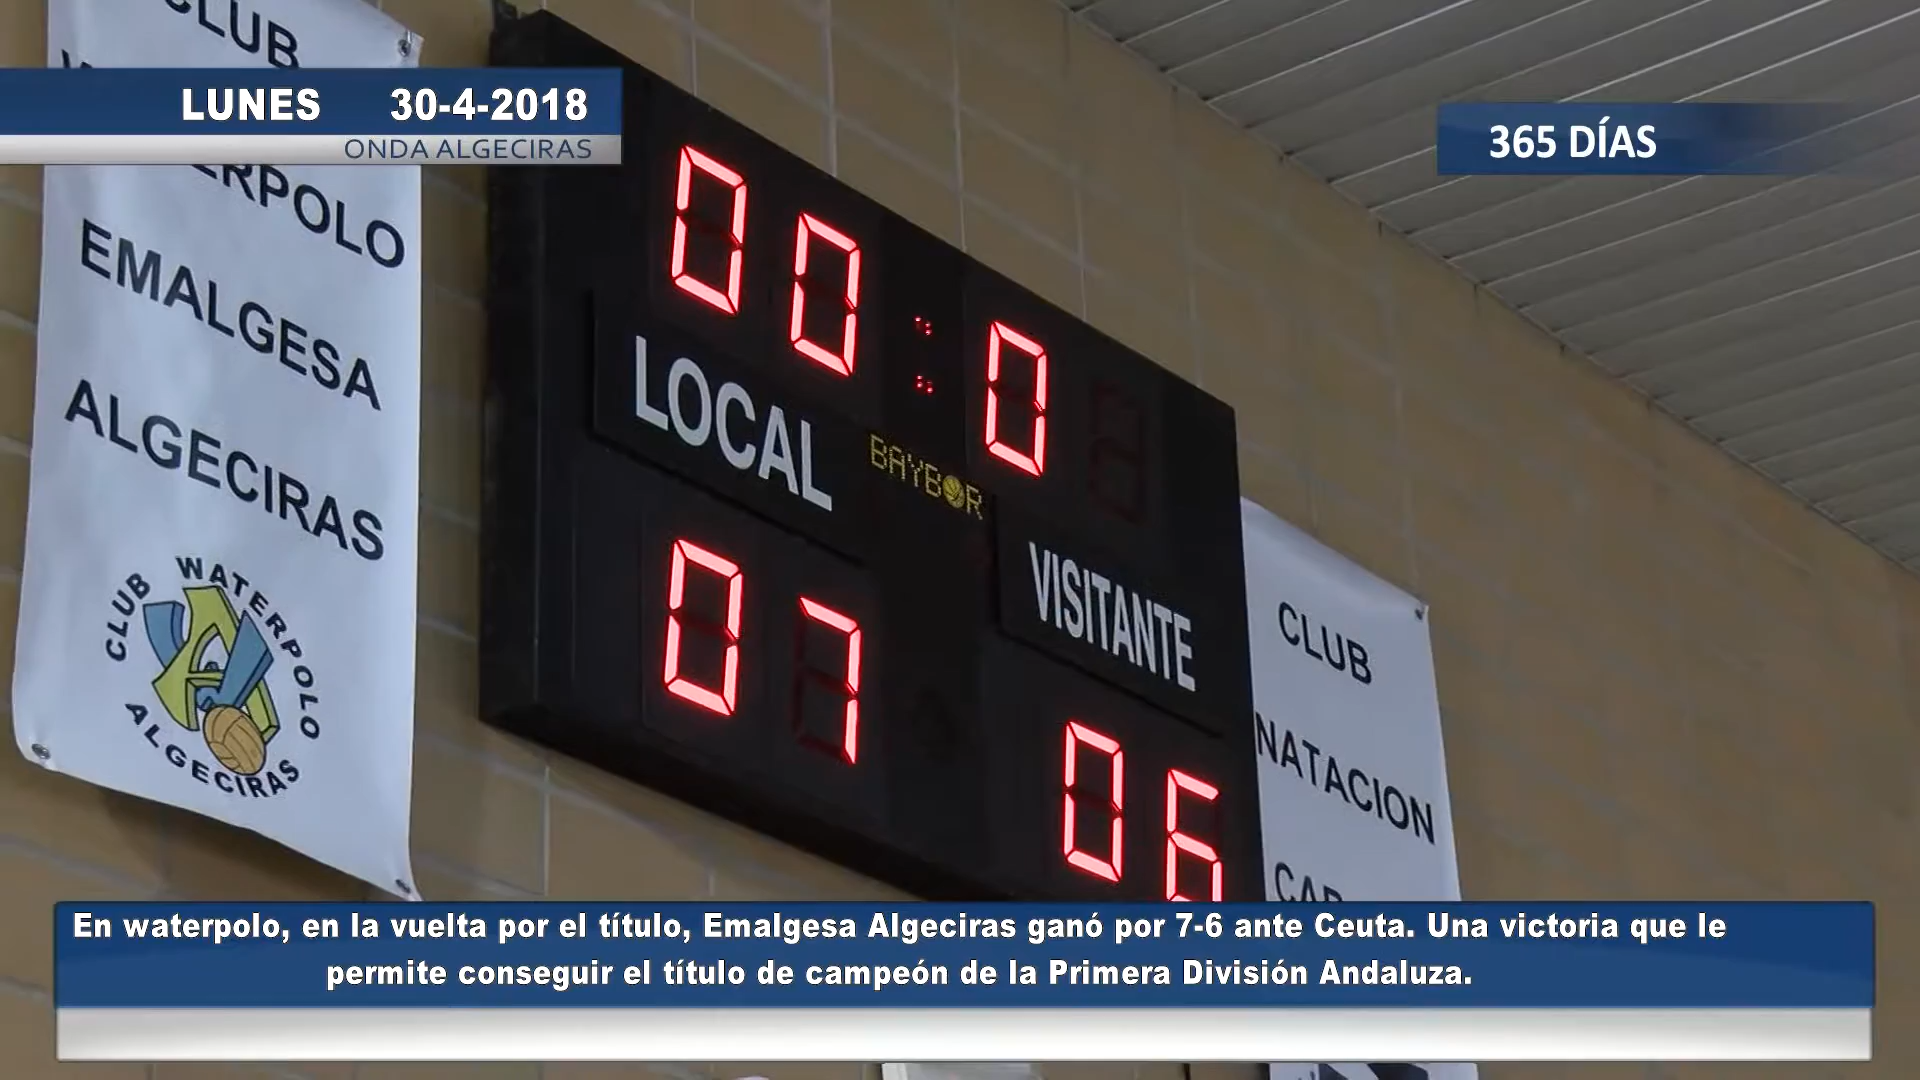 CLUB
LUNES 30-4-2018
ONDA ALGECIRAS
365 DÍAS
ERPOLO
EMALGESA
ALGECIRAS
CLUB WATERPOLO
ALGECIRAS
00:0
LOCAL
BAYBOR
VISITANTE
07
06
CLUB
NATACION
En waterpolo, en la vuelta por el título, Emalgesa Algeciras ganó por 7-6 ante Ceuta. Una victoria que le
permite conseguir el título de campeón de la Primera División Andaluza.